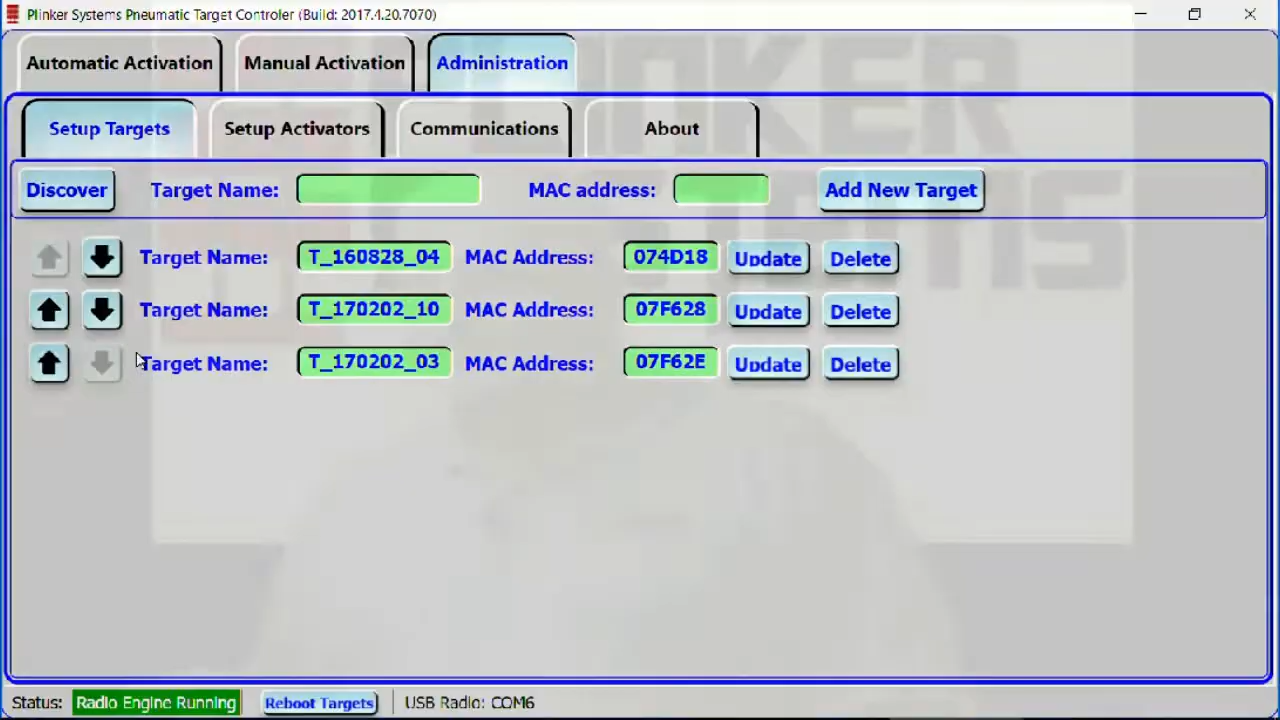 Plinker Systems Pneumatic Target Controler (Build: 2017.4.20.7070)
Automatic Activation Manual Activation Administration
Setup Targets Setup Activators Communications About
Discover Target Name: MAC address: Add New Target
Target Name: T_160828_04 MAC Address: 074D18 Update Delete
Target Name: T_170202_10 MAC Address: 07F628 Update Delete
Target Name: T_170202_03 MAC Address: 07F62E Update Delete
Status: Radio Engine Running Reboot Targets USB Radio: COM6